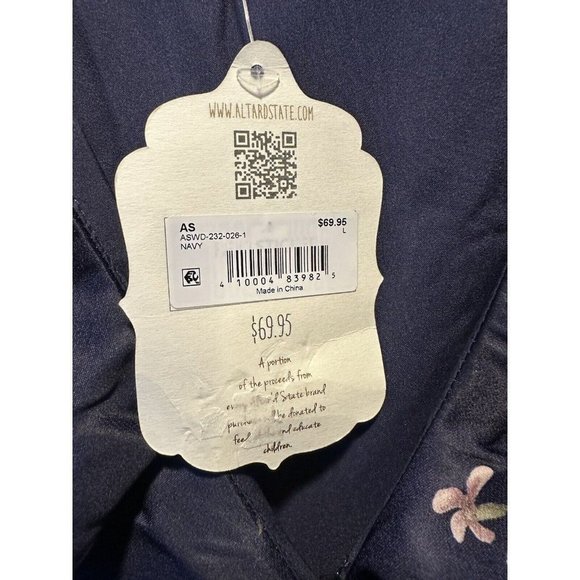 WWW.ALTARDSTATE.COM
AS $69.95
ASWD-232-026-1 L
NAVY
4 10004 83982 5
Made in China
$69.95
A portion
of the proceeds from
State brand
be donated to
and educate
children.